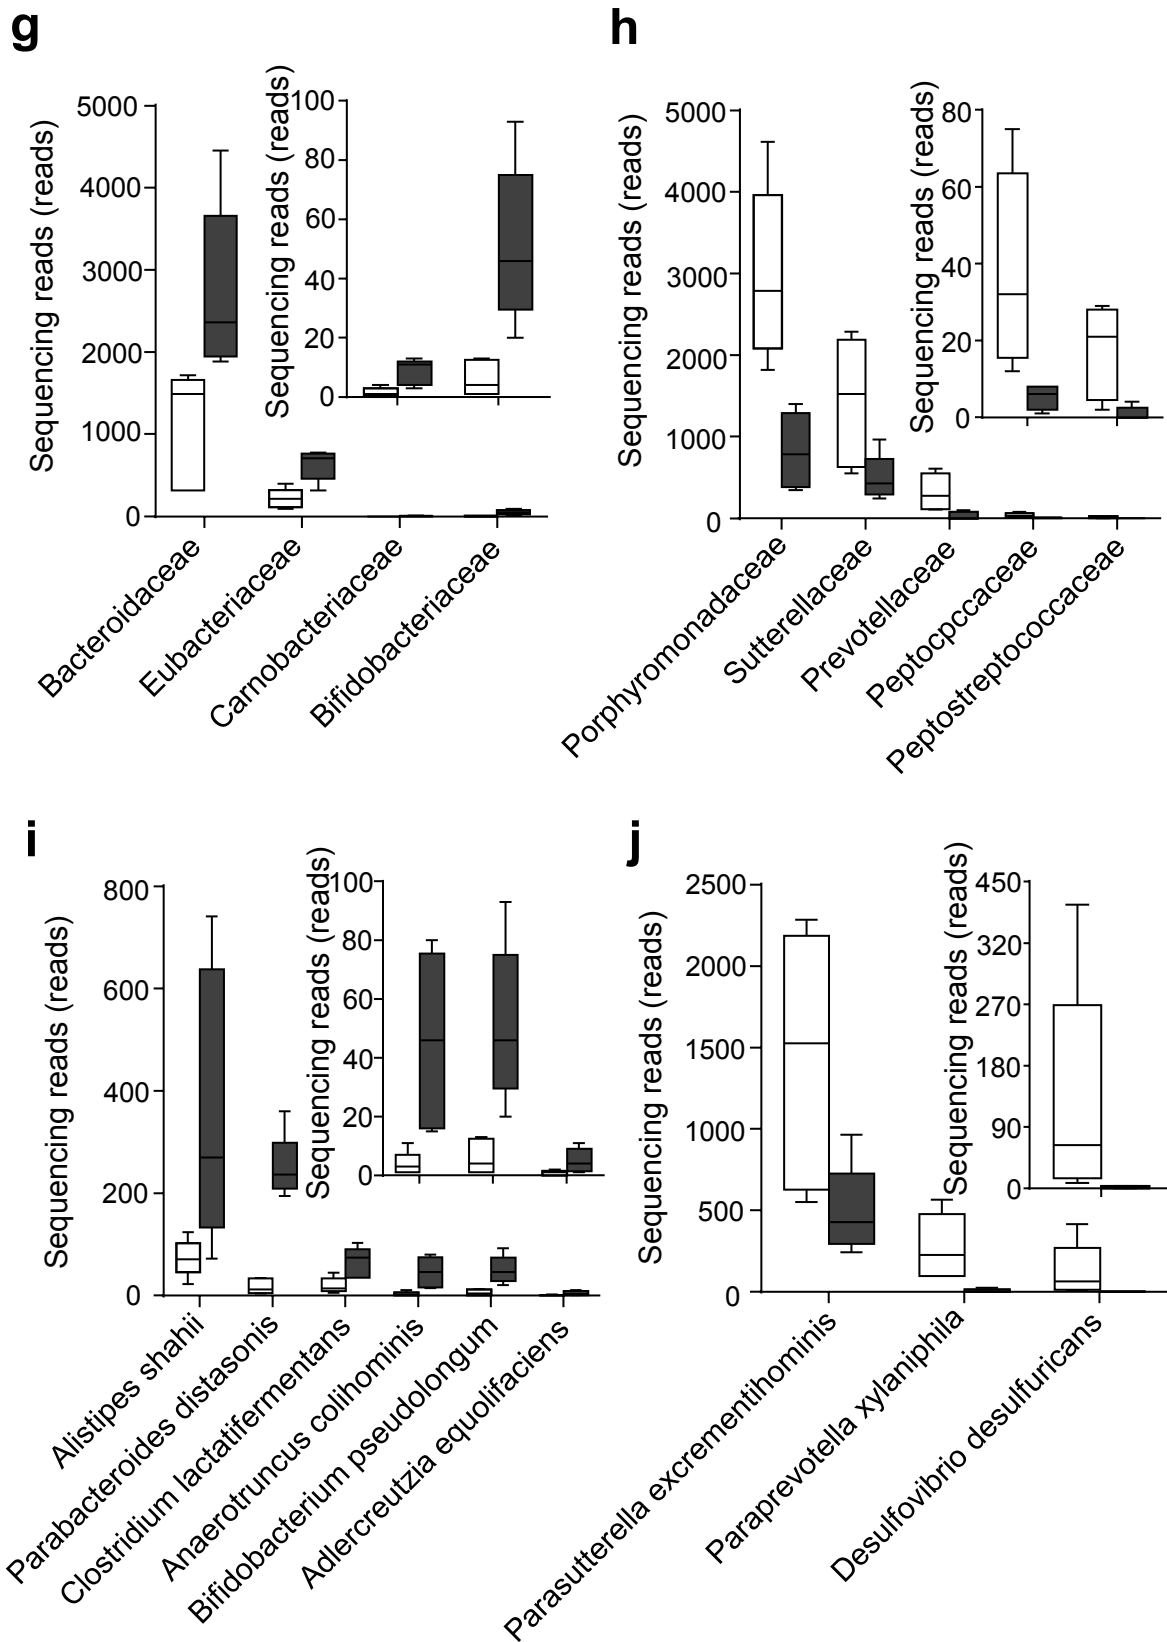 g
Sequencing reads (reads)
5000
4000
3000
2000
1000
0
Sequencing reads (reads)
100
80
60
40
20
0
Bacteroidaceae
Eubacteriaceae
Carnobacteriaceae
Bifidobacteriaceae
h
Sequencing reads (reads)
5000
4000
3000
2000
1000
0
Sequencing reads (reads)
80
60
40
20
0
Porphyromonadaceae
Sutterellaceae
Prevotellaceae
Peptocpccaceae
Peptostreptococcaceae
i
Sequencing reads (reads)
800
600
400
200
0
Sequencing reads (reads)
100
80
60
40
20
0
Alistipes shahii
Parabacteroides distasonis
Clostridium lactatifermentans
Anaerotruncus colihominis
Bifidobacterium pseudolongum
Adlercreutzia equolifaciens
j
Sequencing reads (reads)
2500
2000
1500
1000
500
0
Sequencing reads (reads)
450
320
270
180
90
0
Parasutterella excrementihominis
Paraprevotella xylaniphila
Desulfovibrio desulfuricans